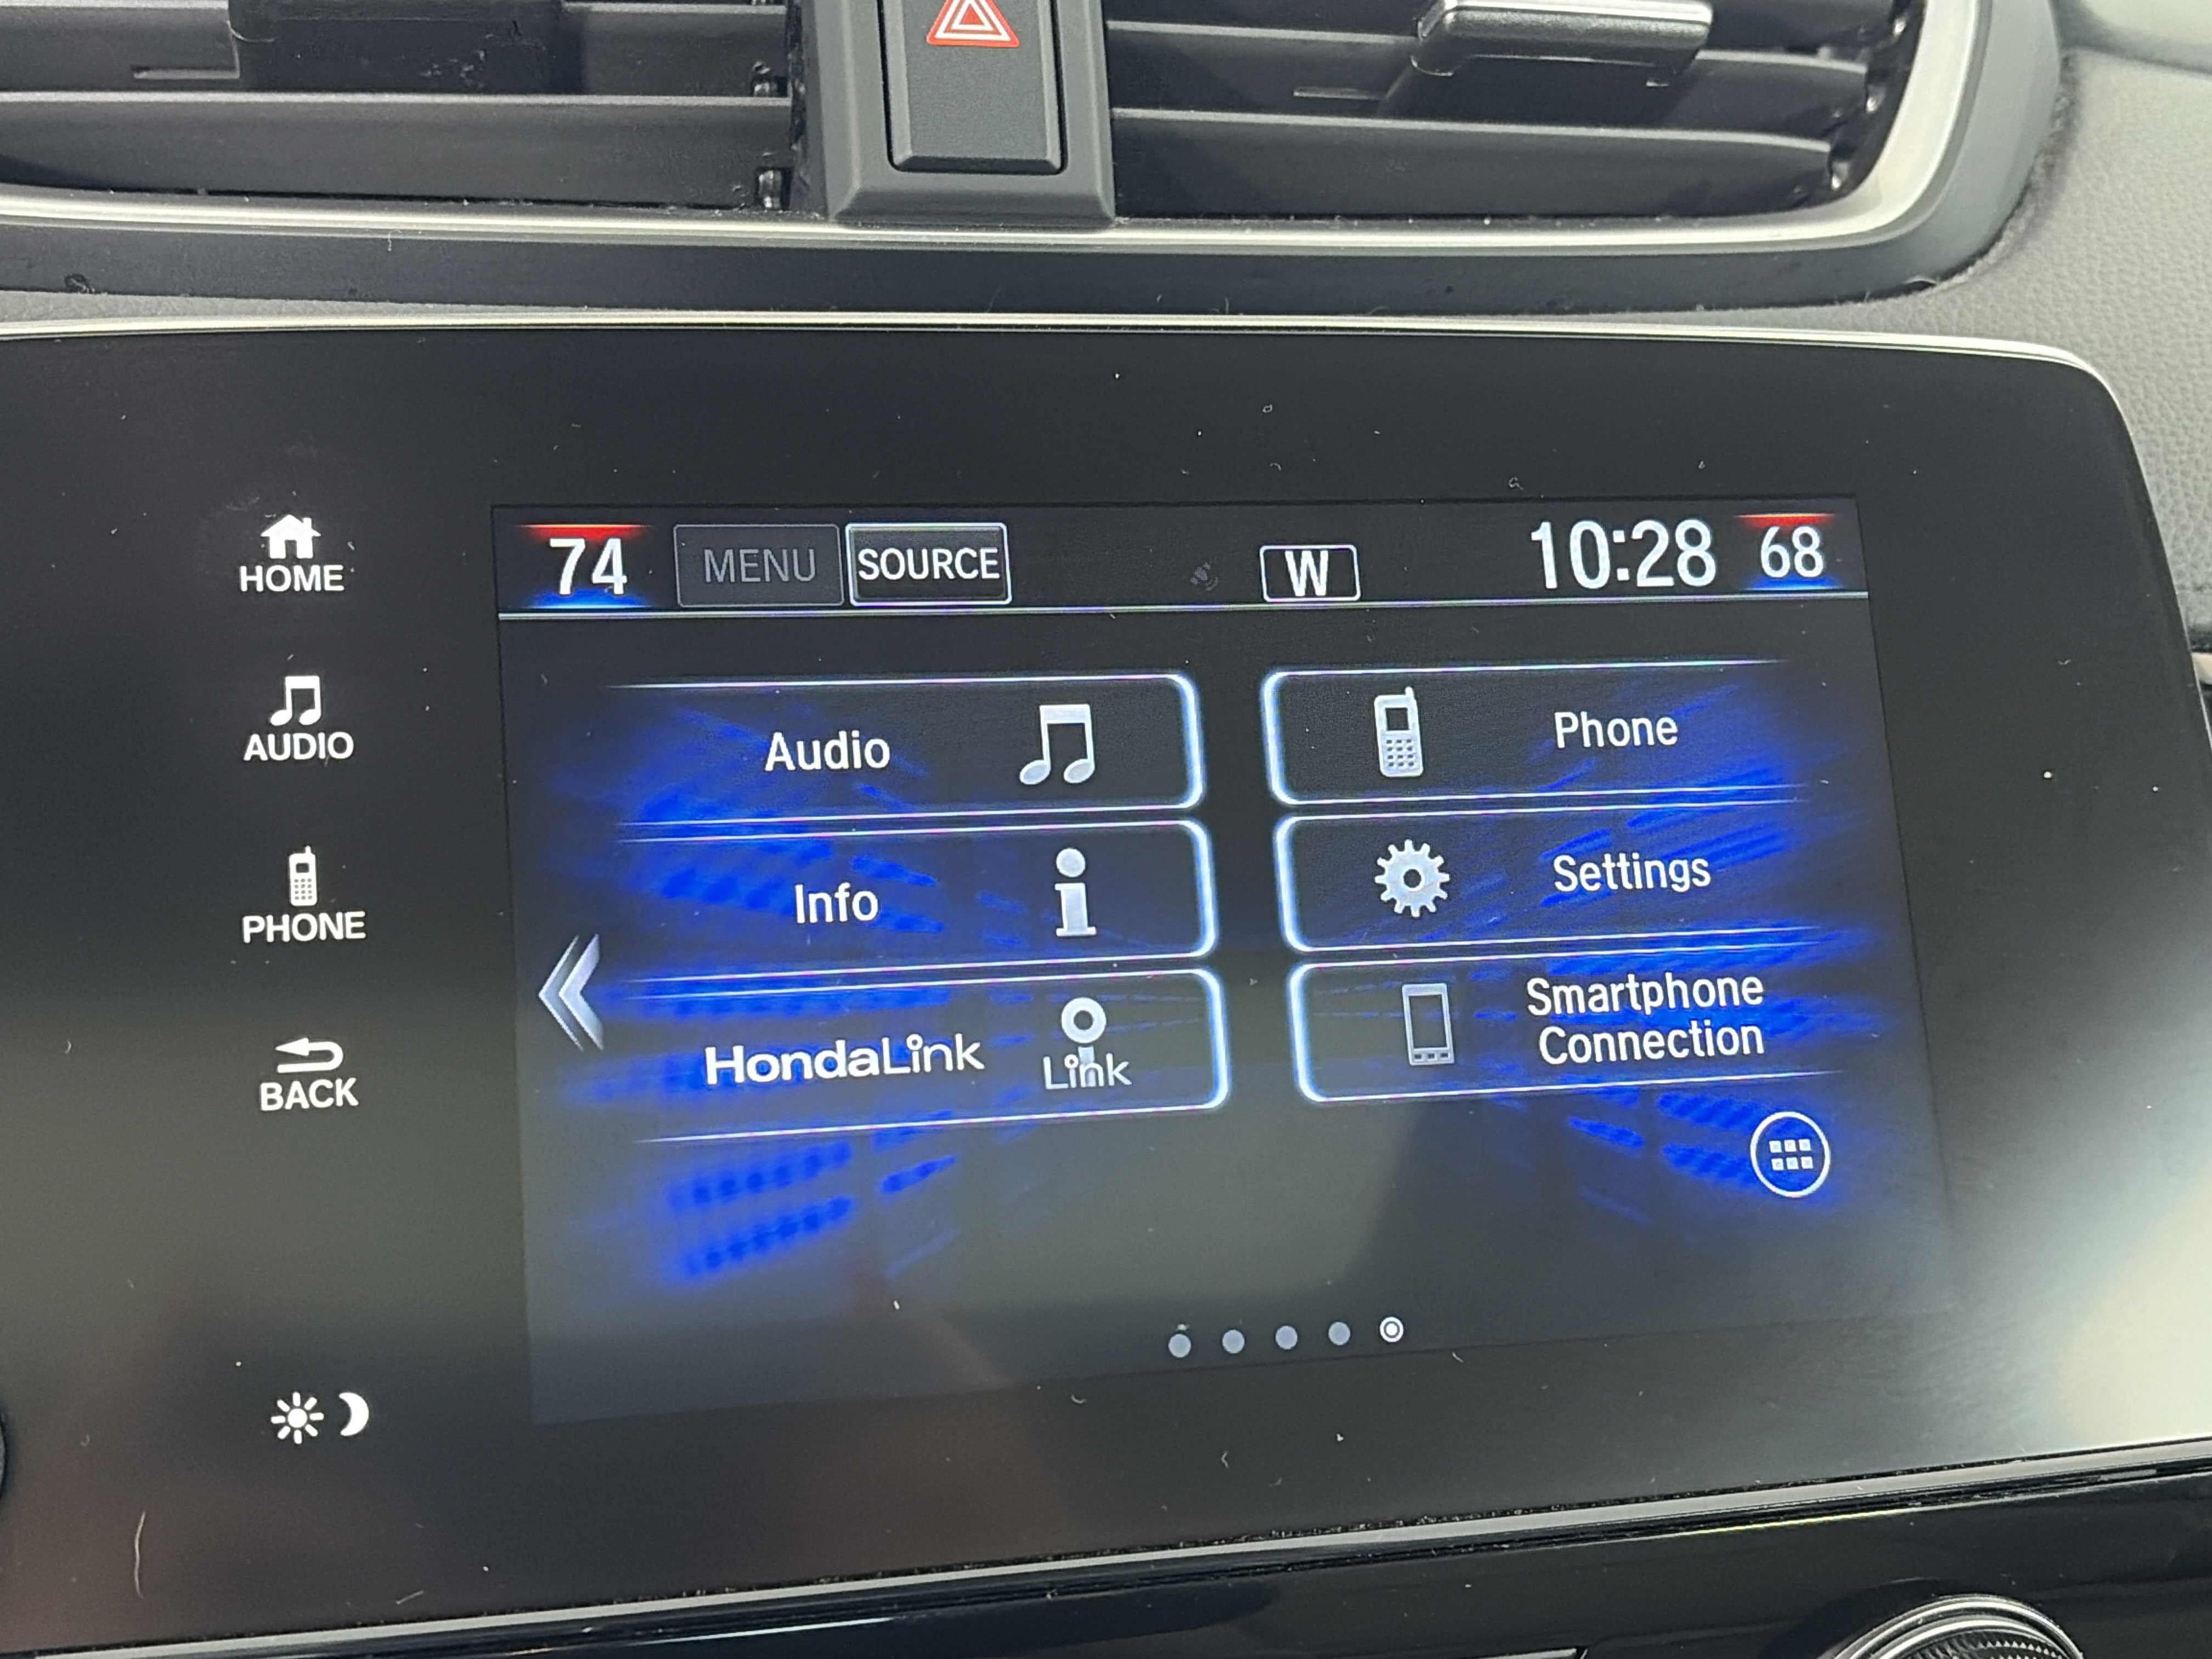 HOME
AUDIO
PHONE
BACK
74 MENU SOURCE W 10:28 68
Audio
Phone
Info
Settings
HondaLink Link
Smartphone
Connection